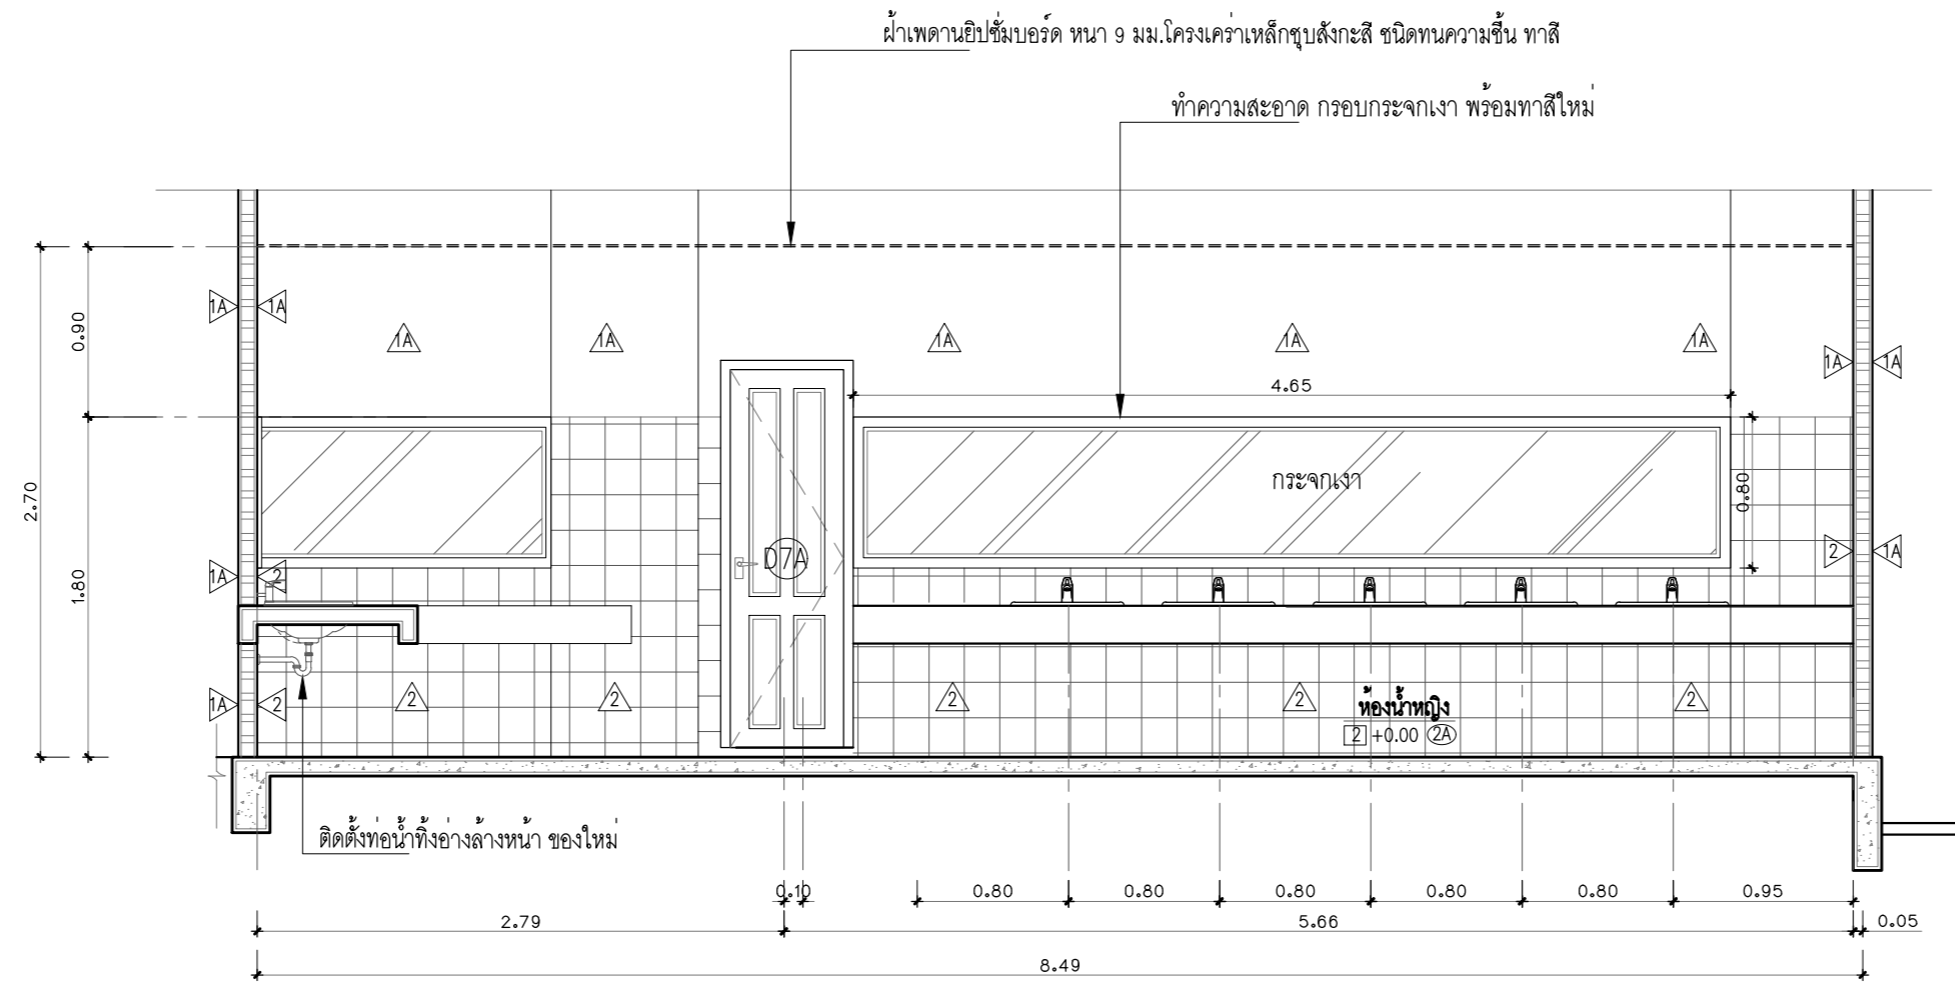 ฝ้าเพดานยิปซั่มบอร์ด หนา 9 มม.โครงเคร่าเหล็กชุบสังกะสี ชนิดทนความชื้น ทาสี
ทำความสะอาด กรอบกระจกเงา พร้อมทาสีใหม่
1A 1A
1A 1A 1A 1A 1A
1A 1A
0.90
4.65
2.70
1.80
กระจกเงา
0.80
D7A
2 1A
1A 2
1A 2
2 2 2 2 2
ห้องน้ำหญิง
2 +0.00 2A
ติดตั้งท่อน้ำทิ้งอ่างล้างหน้า ของใหม่
0.10 0.80 0.80 0.80 0.80 0.80 0.95
2.79 5.66 0.05
8.49